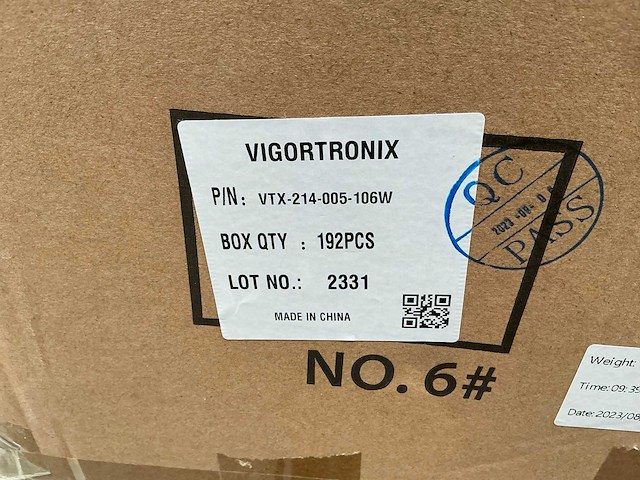 VIGORTRONIX
P/N: VTX-214-005-106W
BOX QTY : 192PCS
LOT NO.: 2331
MADE IN CHINA
QC
PASS
NO. 6#
Weight:
Time:09:39
Date:2023/08